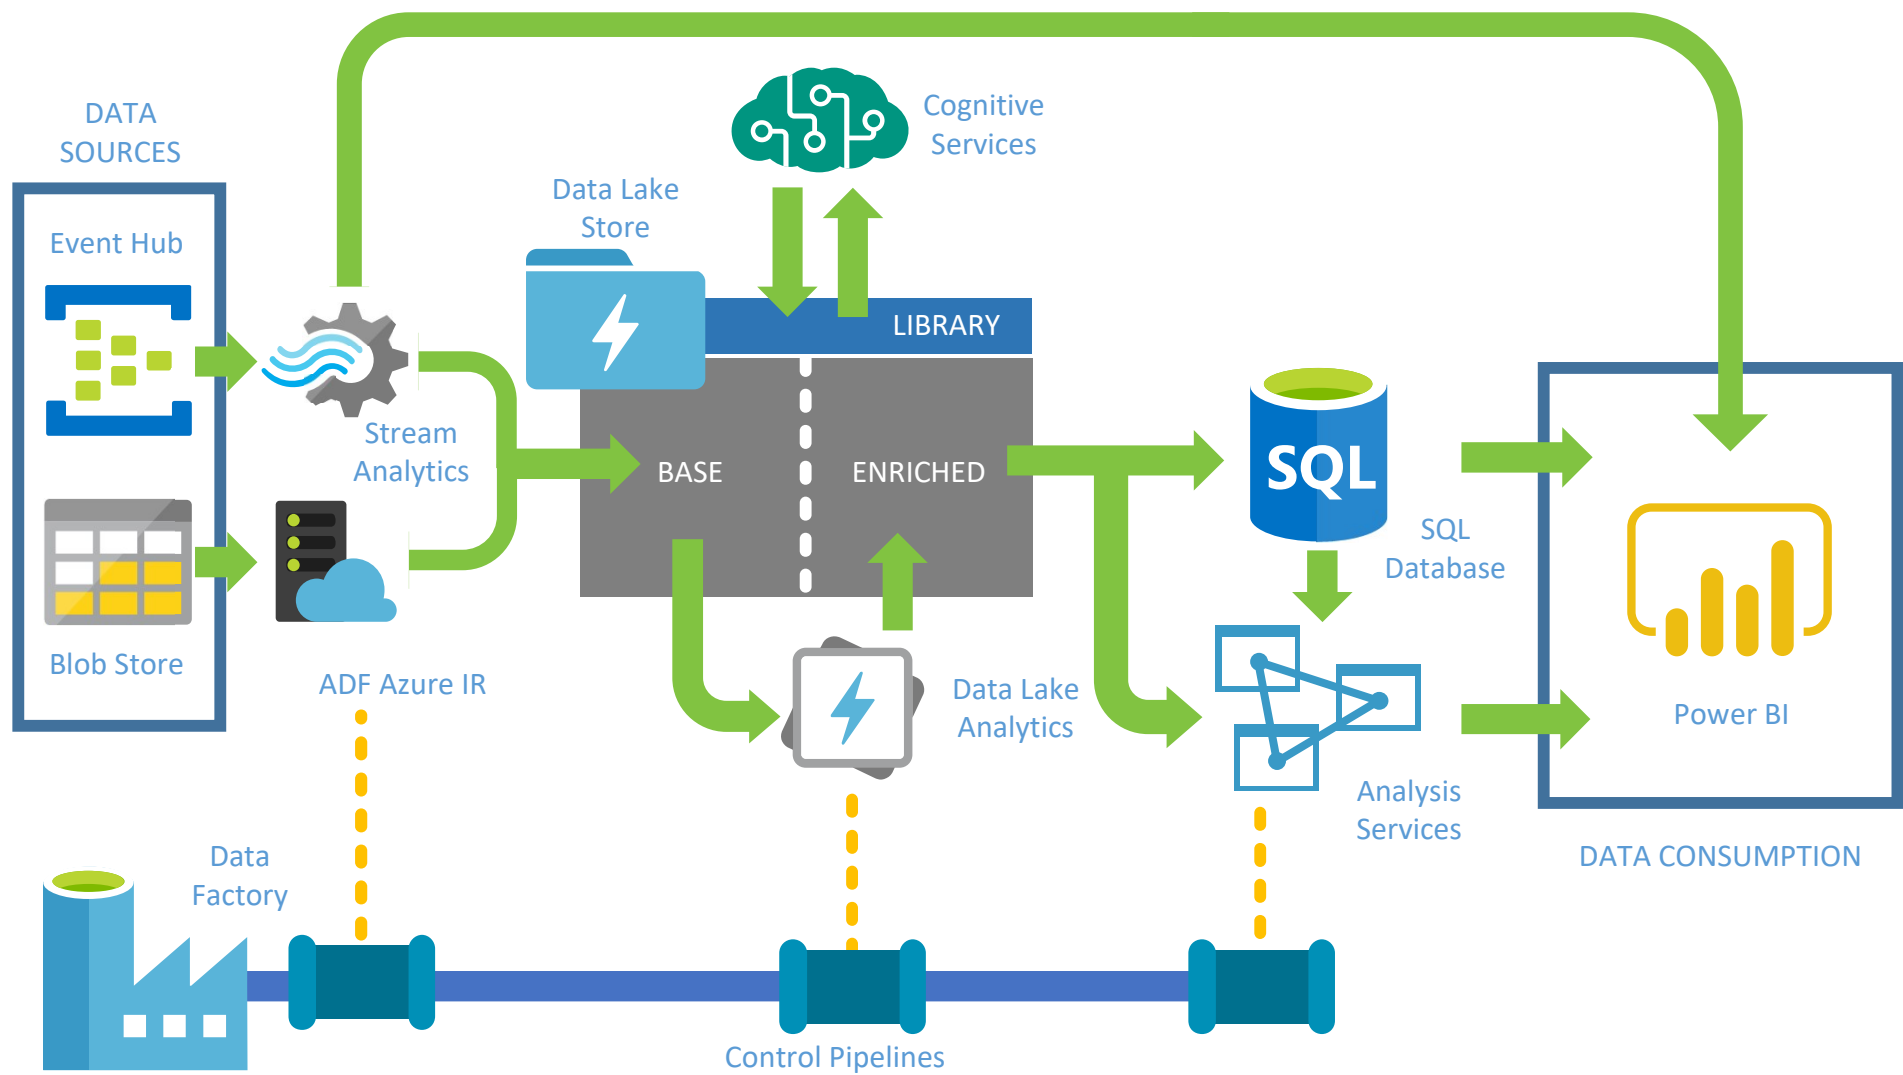 DATA
SOURCES
Event Hub
Blob Store
Stream
Analytics
ADF Azure IR
Data Lake
Store
Cognitive
Services
LIBRARY
BASE
ENRICHED
Data Lake
Analytics
SQL
SQL
Database
Analysis
Services
Power BI
DATA CONSUMPTION
Data
Factory
Control Pipelines